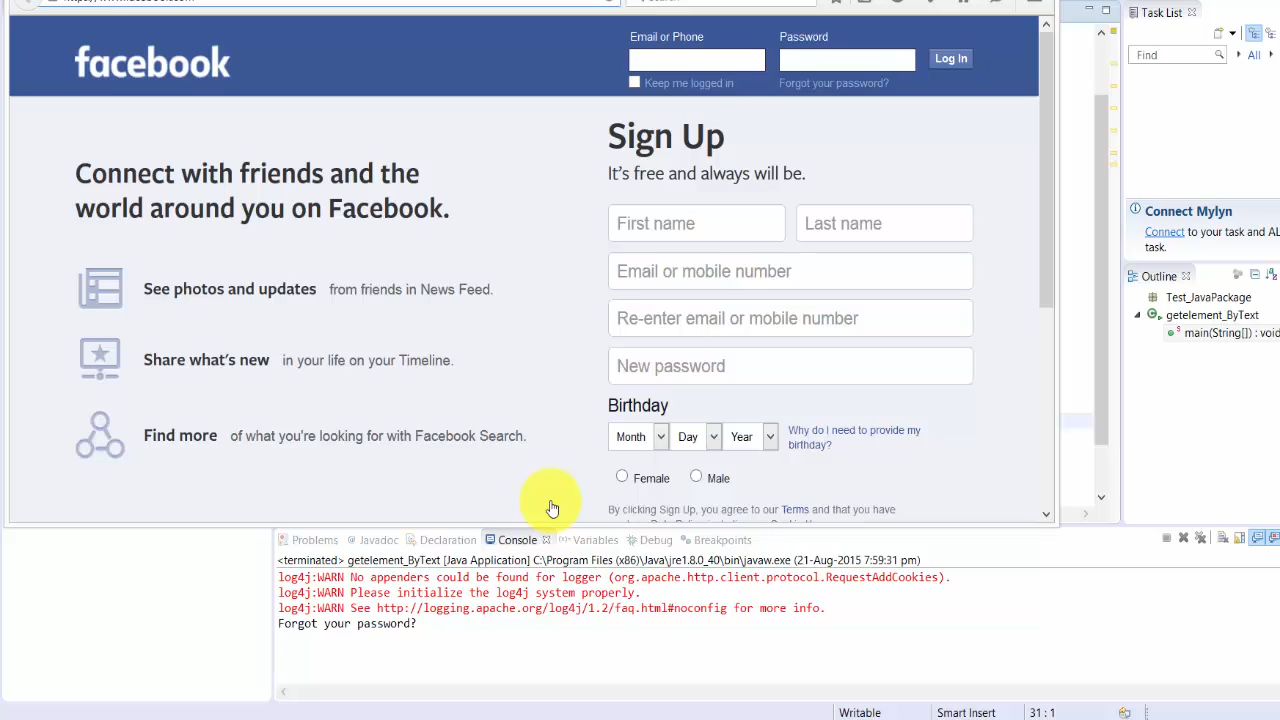 Search
facebook
Email or Phone
Password
Log In
Keep me logged in
Forgot your password?
Connect with friends and the
world around you on Facebook.
See photos and updates from friends in News Feed.
Share what's new in your life on your Timeline.
Find more of what you're looking for with Facebook Search.
Sign Up
It's free and always will be.
First name
Last name
Email or mobile number
Re-enter email or mobile number
New password
Birthday
Month
Day
Year
Why do I need to provide my
birthday?
Female
Male
By clicking Sign Up, you agree to our Terms and that you have
Task List
Find
All
Connect Mylyn
Connect to your task and AL
task.
Outline
Test_JavaPackage
getelement_ByText
main(String[]) : void
Problems @ Javadoc Declaration Console Variables Debug Breakpoints
<terminated> getelement_ByText [Java Application] C:\Program Files (x86)\Java\jre1.8.0_40\bin\javaw.exe (21-Aug-2015 7:59:31 pm)
log4j:WARN No appenders could be found for logger (org.apache.http.client.protocol.RequestAddCookies).
log4j:WARN Please initialize the log4j system properly.
log4j:WARN See http://logging.apache.org/log4j/1.2/faq.html#noconfig for more info.
Forgot your password?
Writable
Smart Insert
31 : 1